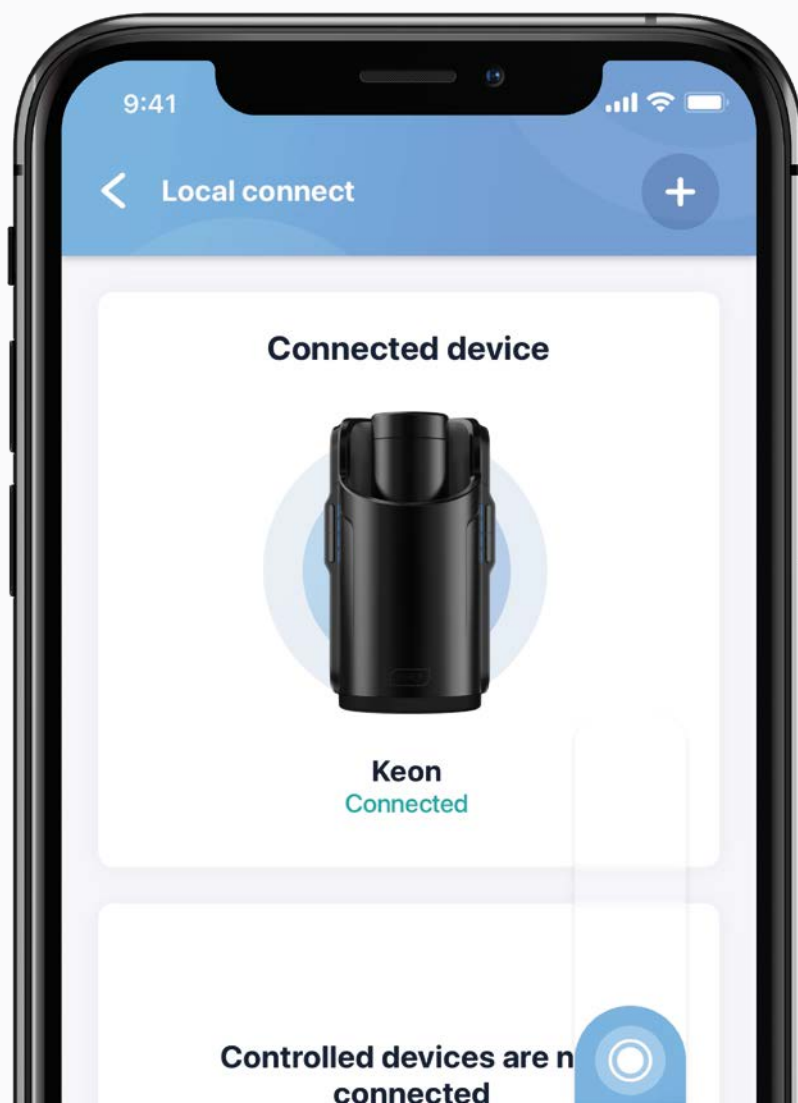 9:41
Local connect
Connected device
Keon
Connected
Controlled devices are n
connected